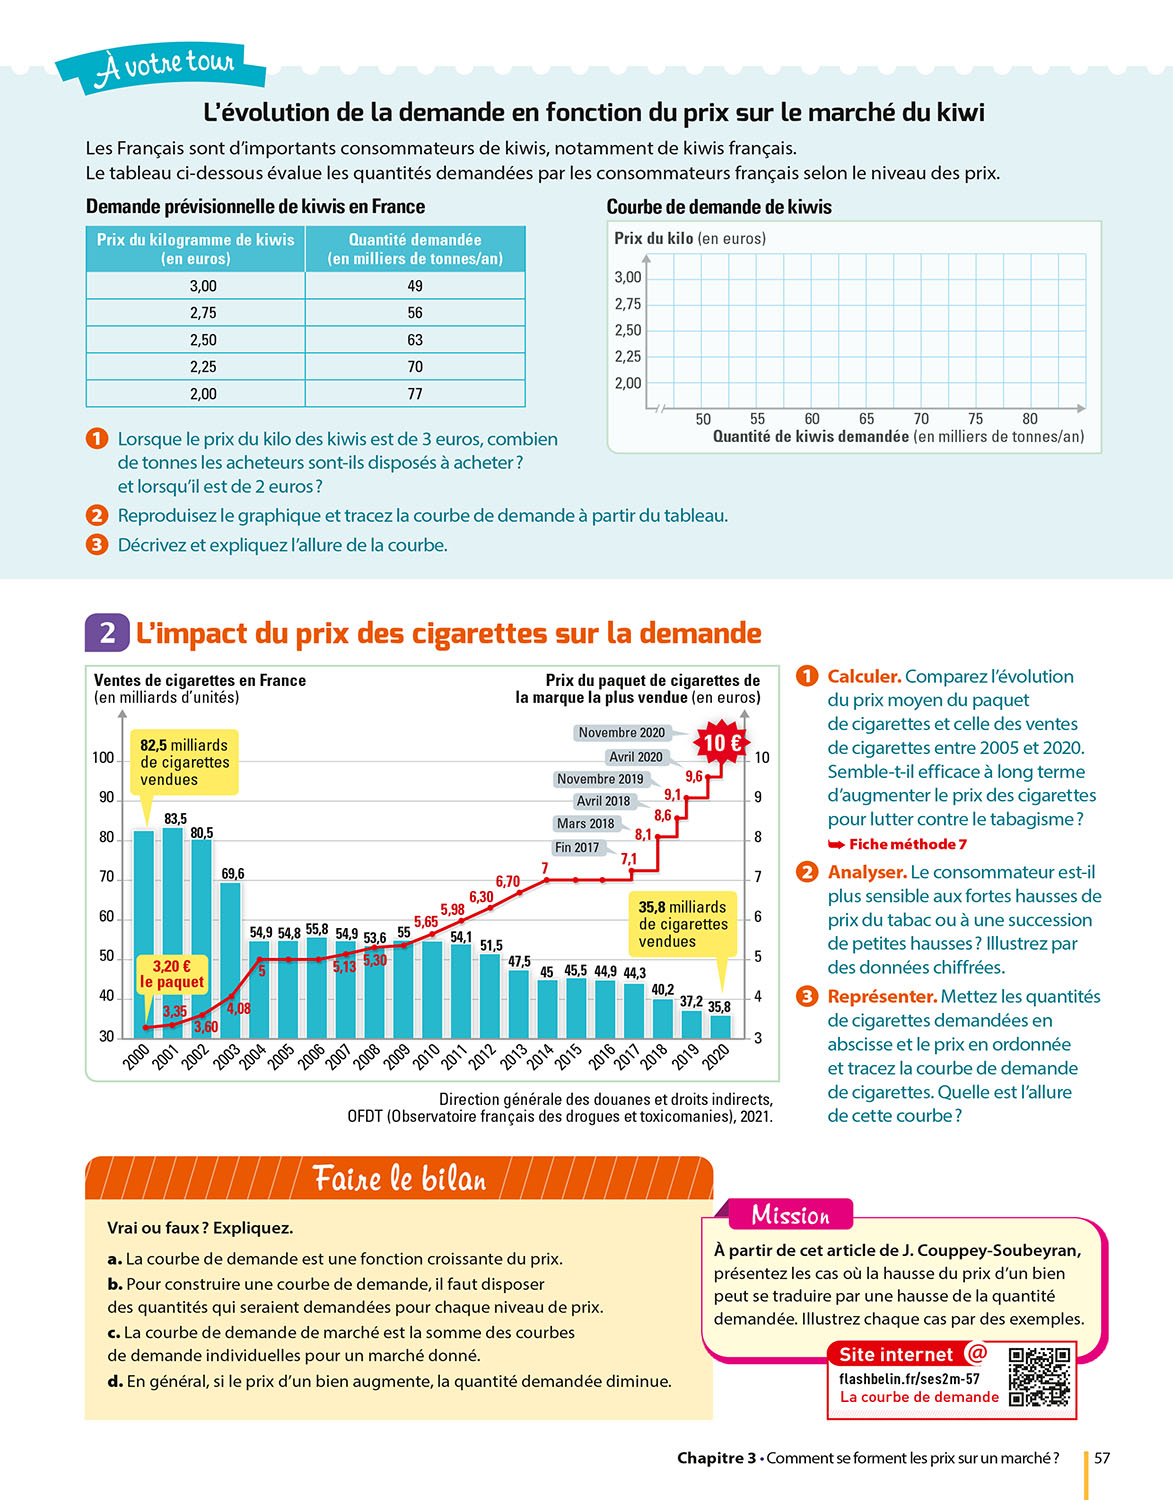 À votre tour
L'évolution de la demande en fonction du prix sur le marché du kiwi
Les Français sont d'importants consommateurs de kiwis, notamment de kiwis français.
Le tableau ci-dessous évalue les quantités demandées par les consommateurs français selon le niveau des prix.
Demande prévisionnelle de kiwis en France
Prix du kilogramme de kiwis
(en euros)
Quantité demandée
(en milliers de tonnes/an)
3,00 49
2,75 56
2,50 63
2,25 70
2,00 77
Courbe de demande de kiwis
Prix du kilo (en euros)
3,00
2,75
2,50
2,25
2,00
50 55 60 65 70 75 80
Quantité de kiwis demandée (en milliers de tonnes/an)
1 Lorsque le prix du kilo des kiwis est de 3 euros, combien
de tonnes les acheteurs sont-ils disposés à acheter ?
et lorsqu'il est de 2 euros ?
2 Reproduisez le graphique et tracez la courbe de demande à partir du tableau.
3 Décrivez et expliquez l'allure de la courbe.
2 L'impact du prix des cigarettes sur la demande
Ventes de cigarettes en France
(en milliards d'unités)
Prix du paquet de cigarettes de
la marque la plus vendue (en euros)
100
90
80
70
60
50
40
30
10
9
8
7
6
5
4
3
82,5 milliards
de cigarettes
vendues
83,5
80,5
69,6
54,9 54,8 55,8 54,9 53,6 55 54,1 51,5 47,5 45 45,5 44,9 44,3 40,2 37,2 35,8
3,20 €
le paquet
3,35
3,60
4,08
5
5,13
5,30
5,65
5,98
6,30
6,70
7
7,1
8,1
8,6
9,1
9,6
10 €
Novembre 2020
Avril 2020
Novembre 2019
Avril 2018
Mars 2018
Fin 2017
35,8 milliards
de cigarettes
vendues
2000 2001 2002 2003 2004 2005 2006 2007 2008 2009 2010 2011 2012 2013 2014 2015 2016 2017 2018 2019 2020
Direction générale des douanes et droits indirects,
OFDT (Observatoire français des drogues et toxicomanies), 2021.
1 Calculer. Comparez l'évolution
du prix moyen du paquet
de cigarettes et celle des ventes
de cigarettes entre 2005 et 2020.
Semble-t-il efficace à long terme
d'augmenter le prix des cigarettes
pour lutter contre le tabagisme ?
➥ Fiche méthode 7
2 Analyser. Le consommateur est-il
plus sensible aux fortes hausses de
prix du tabac ou à une succession
de petites hausses ? Illustrez par
des données chiffrées.
3 Représenter. Mettez les quantités
de cigarettes demandées en
abscisse et le prix en ordonnée
et tracez la courbe de demande
de cigarettes. Quelle est l'allure
de cette courbe ?
Faire le bilan
Vrai ou faux ? Expliquez.
a. La courbe de demande est une fonction croissante du prix.
b. Pour construire une courbe de demande, il faut disposer
des quantités qui seraient demandées pour chaque niveau de prix.
c. La courbe de demande de marché est la somme des courbes
de demande individuelles pour un marché donné.
d. En général, si le prix d'un bien augmente, la quantité demandée diminue.
Mission
À partir de cet article de J. Couppey-Soubeyran,
présentez les cas où la hausse du prix d'un bien
peut se traduire par une hausse de la quantité
demandée. Illustrez chaque cas par des exemples.
Site internet @
flashbelin.fr/ses2m-57
La courbe de demande
Chapitre 3 • Comment se forment les prix sur un marché ? 57